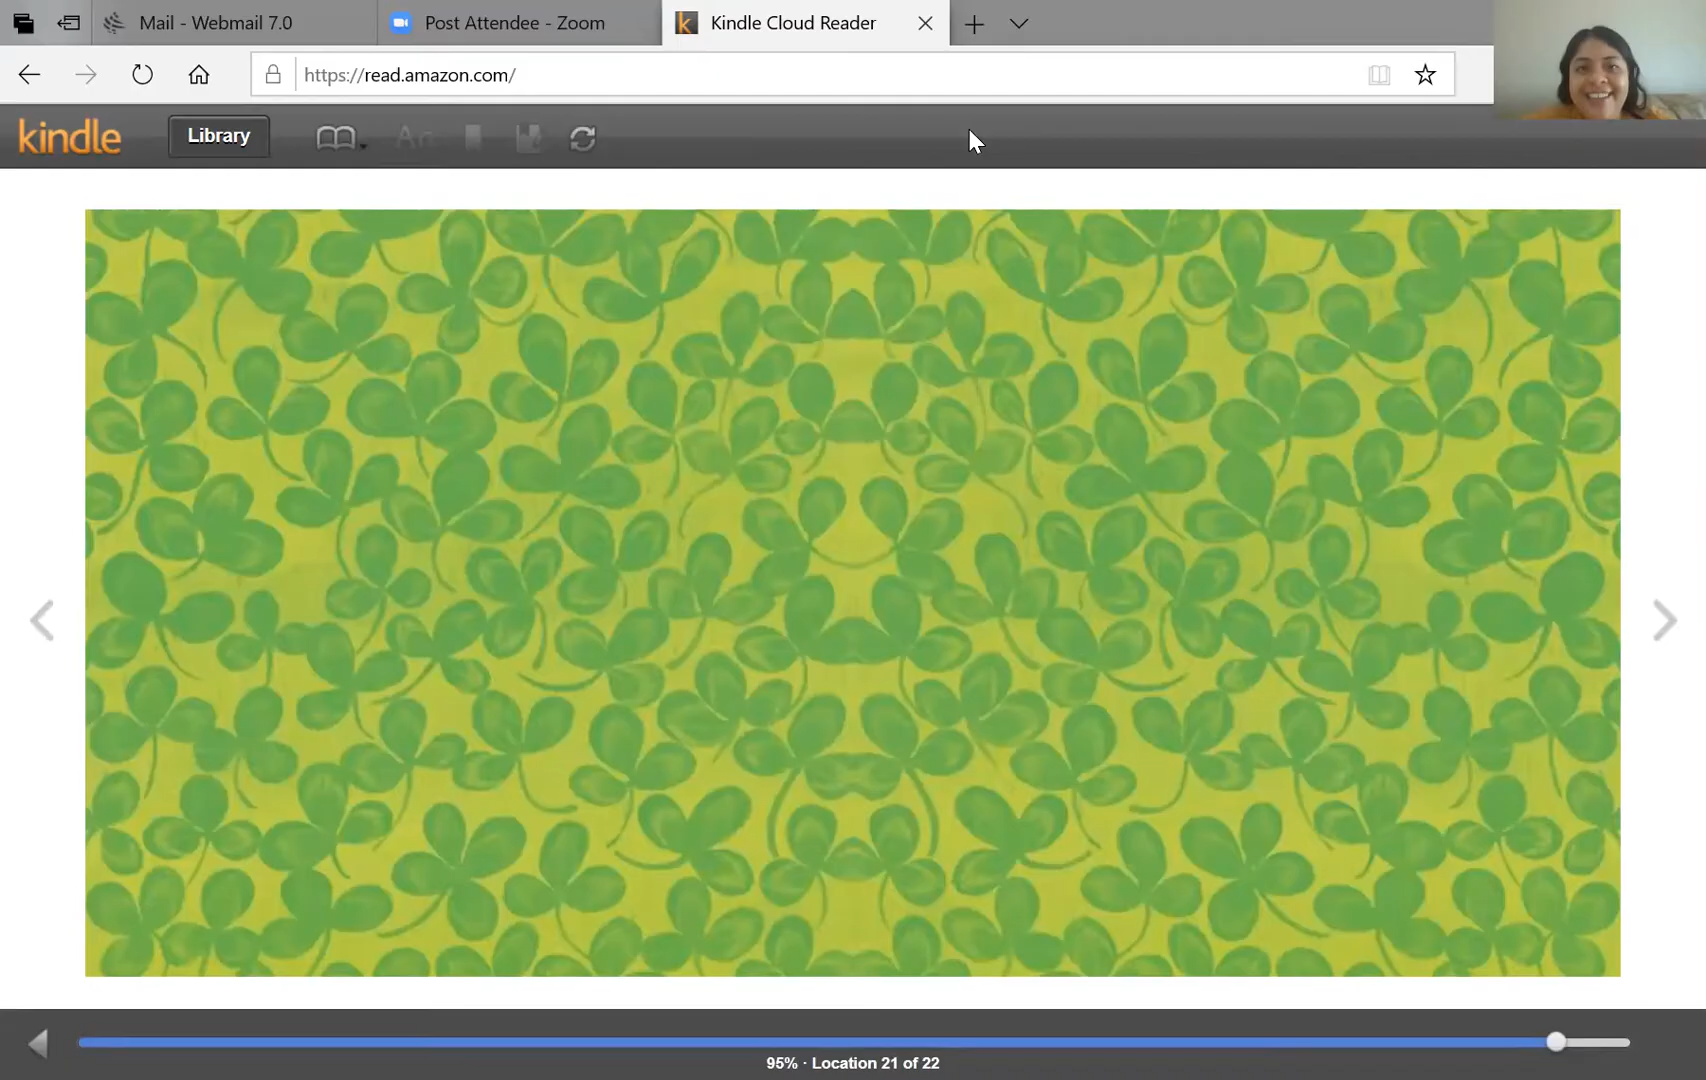 Mail - Webmail 7.0
Post Attendee - Zoom
k Kindle Cloud Reader
https://read.amazon.com/
kindle
Library
95% · Location 21 of 22